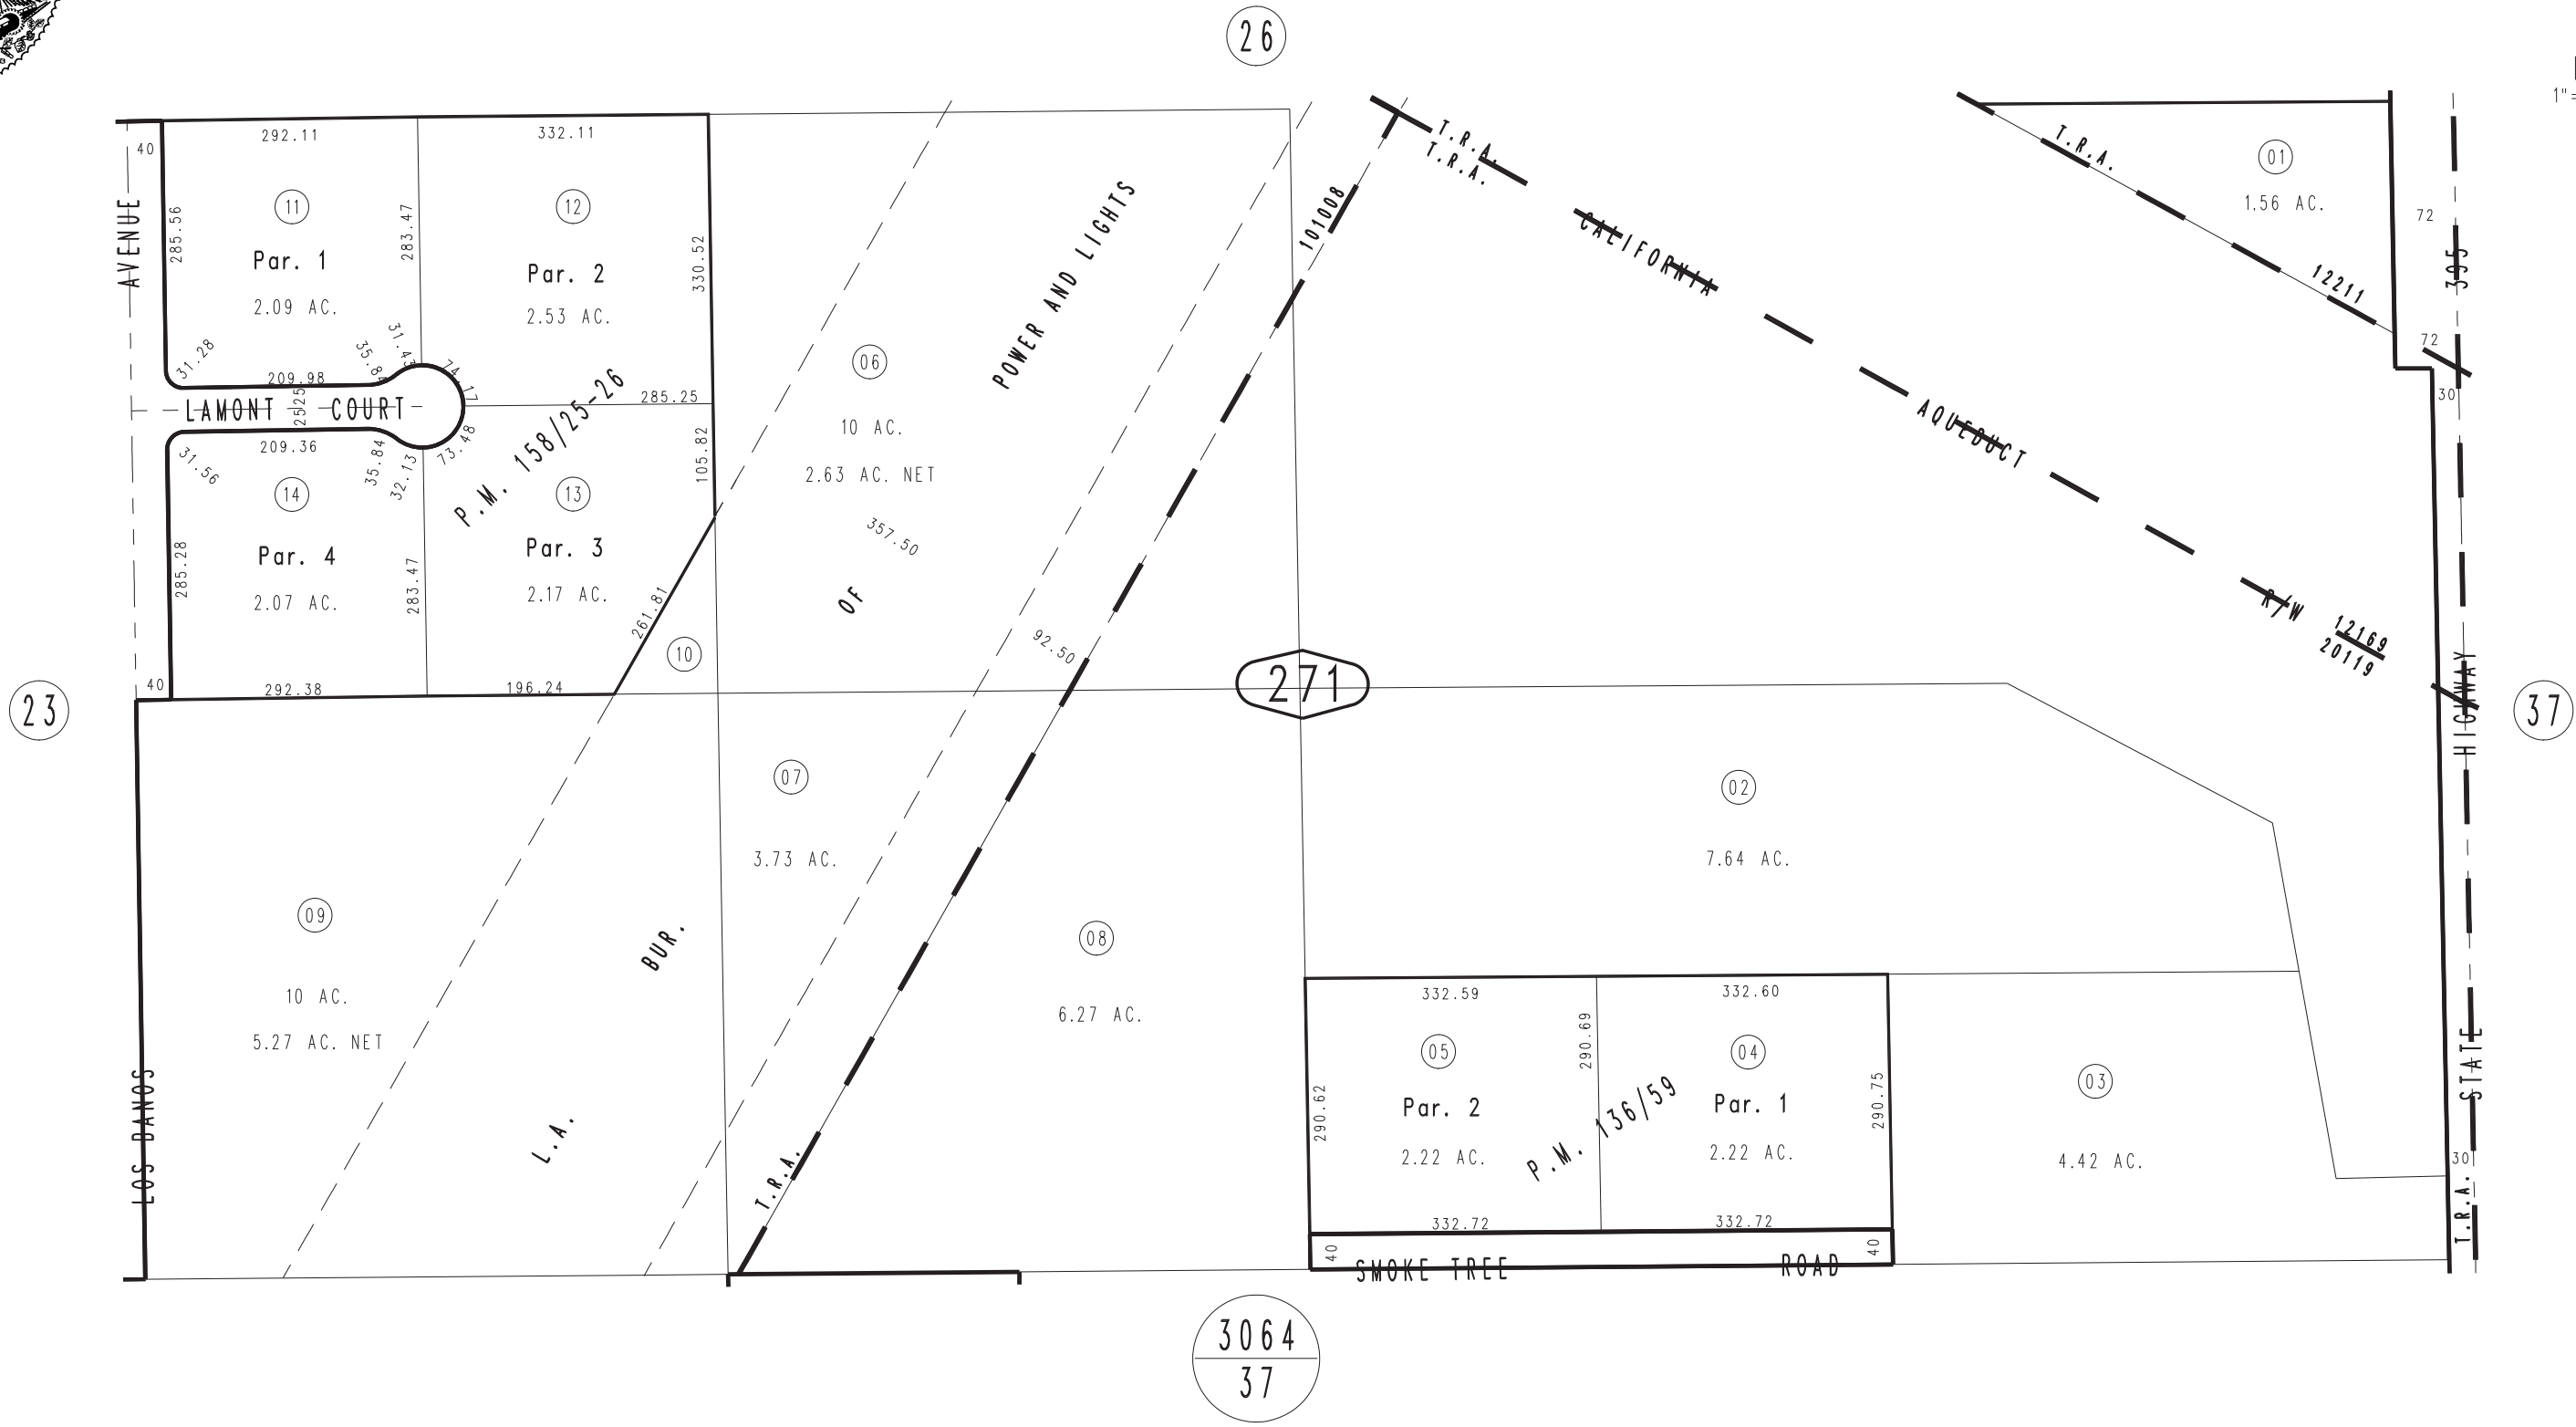 26
1"=
292.11
332.11
40
AVENUE
285.56
11
Par. 1
2.09 AC.
283.47
12
Par. 2
2.53 AC.
330.52
31.28
35.84
31.43
74.17
209.98
LAMONT COURT
25
25
285.25
209.36
31.56
35.84
32.13
73.48
P.M. 158/25-26
105.82
14
Par. 4
2.07 AC.
285.28
283.47
13
Par. 3
2.17 AC.
261.81
10
40
292.38
196.24
06
10 AC.
2.63 AC. NET
357.50
92.50
L.A. BUR. OF POWER AND LIGHTS
101008
T.R.A.
T.R.A.
T.R.A.
CALIFORNIA AQUEDUCT R/W
12169
20119
T.R.A.
12211
01
1.56 AC.
72
72
30
395
23
271
37
07
3.73 AC.
02
7.64 AC.
09
10 AC.
5.27 AC. NET
LOS BANOS
08
6.27 AC.
332.59
332.60
290.69
05
Par. 2
2.22 AC.
290.62
P.M. 136/59
04
Par. 1
2.22 AC.
290.75
03
4.42 AC.
332.72
332.72
40
40
SMOKE TREE ROAD
30
T.R.A.
STATE HIGHWAY
3064
37